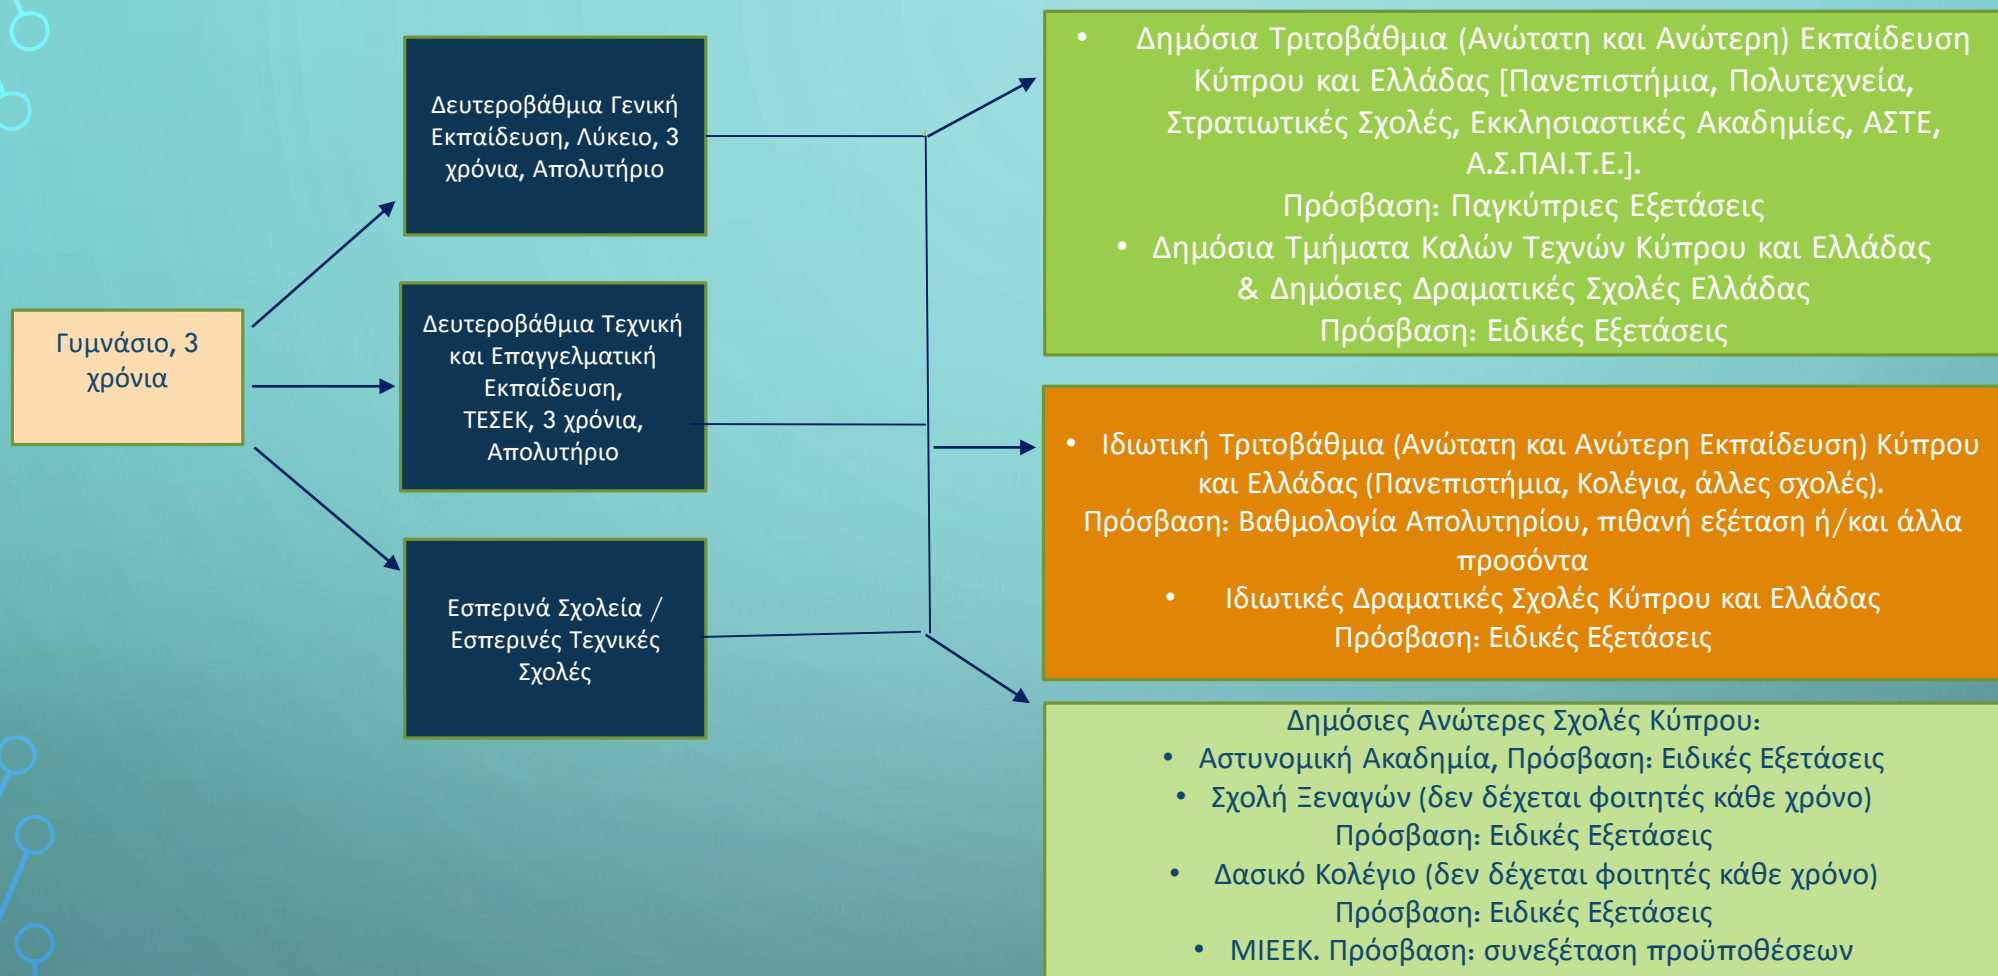 Γυμνάσιο, 3
χρόνια
Δευτεροβάθμια Γενική
Εκπαίδευση, Λύκειο, 3
χρόνια, Απολυτήριο
Δευτεροβάθμια Τεχνική
και Επαγγελματική
Εκπαίδευση,
ΤΕΣΕΚ, 3 χρόνια,
Απολυτήριο
Εσπερινά Σχολεία /
Εσπερινές Τεχνικές
Σχολές
• Δημόσια Τριτοβάθμια (Ανώτατη και Ανώτερη) Εκπαίδευση
Κύπρου και Ελλάδας [Πανεπιστήμια, Πολυτεχνεία,
Στρατιωτικές Σχολές, Εκκλησιαστικές Ακαδημίες, ΑΣΤΕ,
Α.Σ.ΠΑΙ.Τ.Ε.].
Πρόσβαση: Παγκύπριες Εξετάσεις
• Δημόσια Τμήματα Καλών Τεχνών Κύπρου και Ελλάδας
& Δημόσιες Δραματικές Σχολές Ελλάδας
Πρόσβαση: Ειδικές Εξετάσεις
• Ιδιωτική Τριτοβάθμια (Ανώτατη και Ανώτερη Εκπαίδευση) Κύπρου
και Ελλάδας (Πανεπιστήμια, Κολέγια, άλλες σχολές).
Πρόσβαση: Βαθμολογία Απολυτηρίου, πιθανή εξέταση ή/και άλλα
προσόντα
• Ιδιωτικές Δραματικές Σχολές Κύπρου και Ελλάδας
Πρόσβαση: Ειδικές Εξετάσεις
Δημόσιες Ανώτερες Σχολές Κύπρου:
• Αστυνομική Ακαδημία, Πρόσβαση: Ειδικές Εξετάσεις
• Σχολή Ξεναγών (δεν δέχεται φοιτητές κάθε χρόνο)
Πρόσβαση: Ειδικές Εξετάσεις
• Δασικό Κολέγιο (δεν δέχεται φοιτητές κάθε χρόνο)
Πρόσβαση: Ειδικές Εξετάσεις
• ΜΙΕΕΚ. Πρόσβαση: συνεξέταση προϋποθέσεων